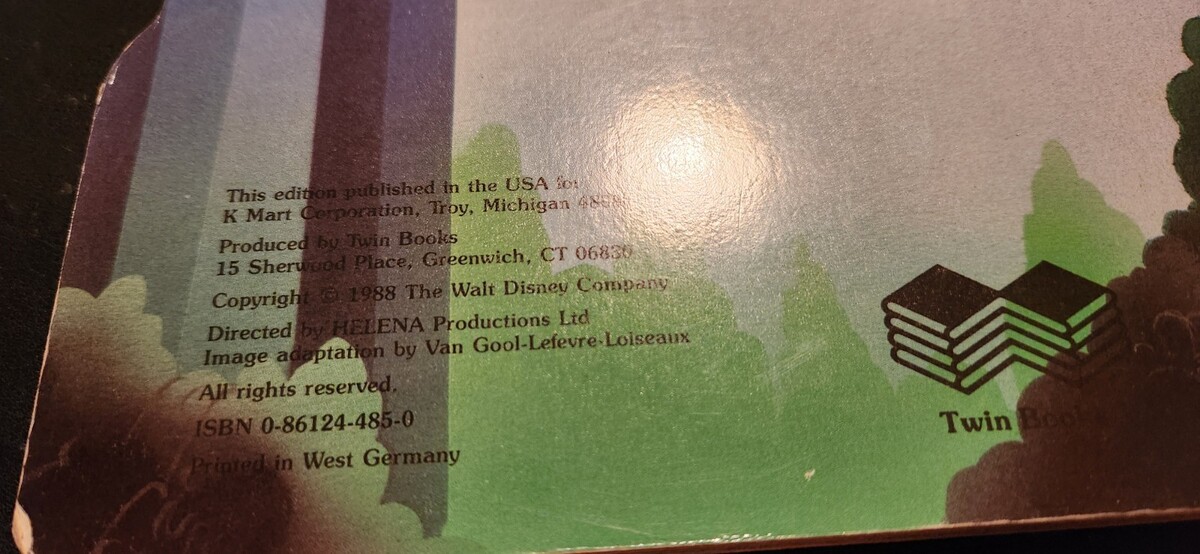 This edition published in the USA for
K Mart Corporation, Troy, Michigan
Produced by Twin Books
15 Sherwood Place, Greenwich, CT 06830
Copyright © 1988 The Walt Disney Company
Directed by HELENA Productions Ltd
Image adaptation by Van Gool-Lefevre-Loiseaux
All rights reserved.
ISBN 0-86124-485-0
Printed in West Germany
Twin Books